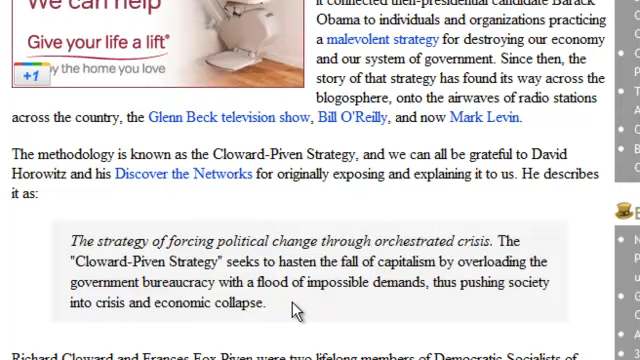 We can help
Give your life a lift®
y the home you love
+1
it connected then-presidential candidate Barack
Obama to individuals and organizations practicing
a malevolent strategy for destroying our economy
and our system of government. Since then, the
story of that strategy has found its way across the
blogosphere, onto the airwaves of radio stations
across the country, the Glenn Beck television show, Bill O'Reilly, and now Mark Levin.
The methodology is known as the Cloward-Piven Strategy, and we can all be grateful to David
Horowitz and his Discover the Networks for originally exposing and explaining it to us. He describes
it as:
The strategy of forcing political change through orchestrated crisis. The
"Cloward-Piven Strategy" seeks to hasten the fall of capitalism by overloading the
government bureaucracy with a flood of impossible demands, thus pushing society
into crisis and economic collapse.
Richard Cloward and Frances Fox Piven were two lifelong members of Democratic Socialists of